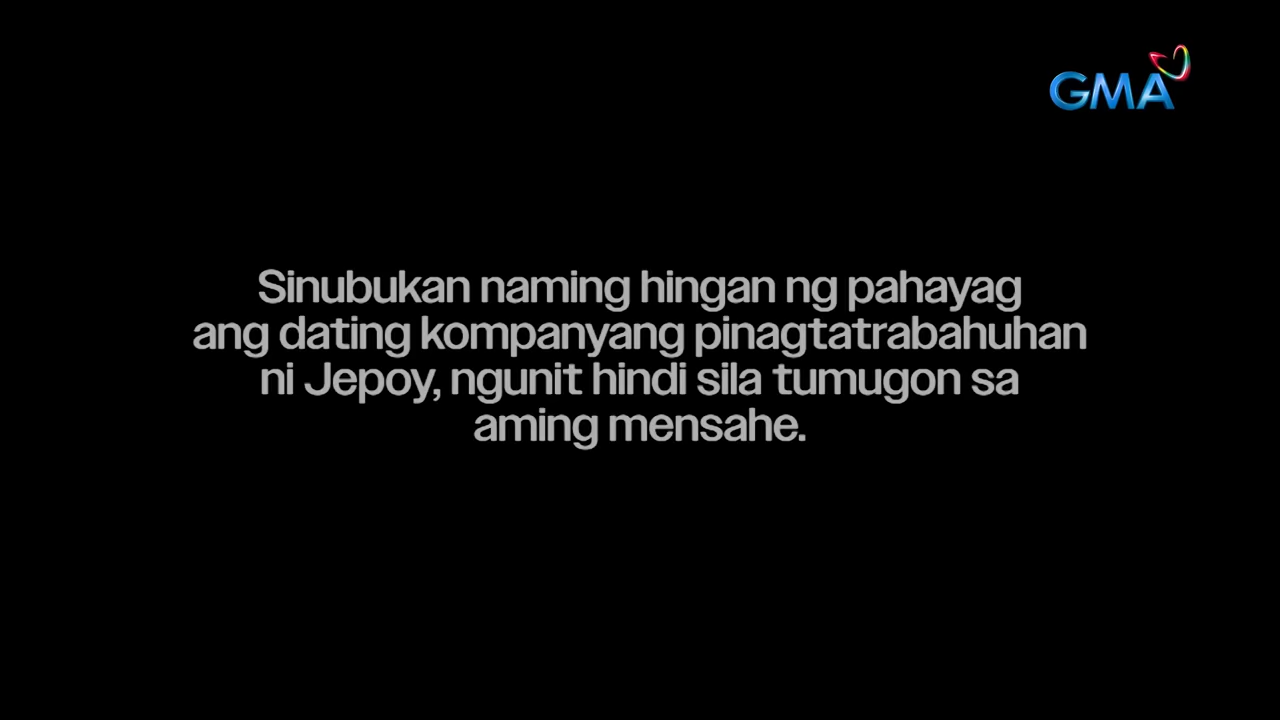 GMA
Sinubukan naming hingan ng pahayag
ang dating kompanyang pinagtatrabahuhan
ni Jepoy, ngunit hindi sila tumugon sa
aming mensahe.